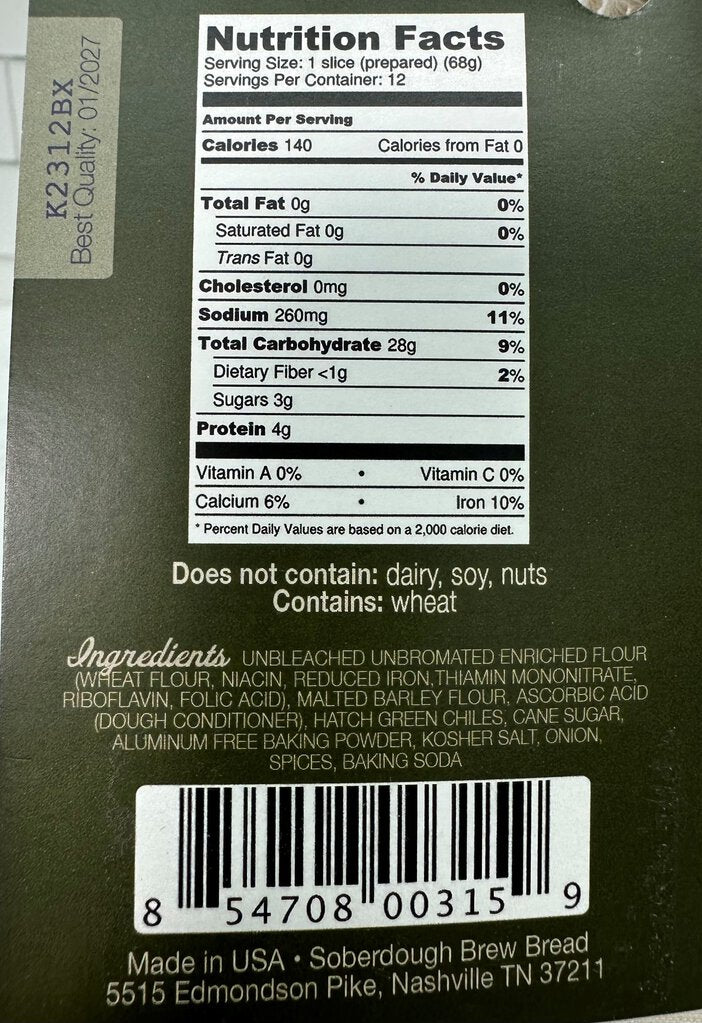 K2312BX
Best Quality: 01/2027
Nutrition Facts
Serving Size: 1 slice (prepared) (68g)
Servings Per Container: 12
Amount Per Serving
Calories 140 Calories from Fat 0
% Daily Value*
Total Fat 0g 0%
Saturated Fat 0g 0%
Trans Fat 0g
Cholesterol 0mg 0%
Sodium 260mg 11%
Total Carbohydrate 28g 9%
Dietary Fiber <1g 2%
Sugars 3g
Protein 4g
Vitamin A 0% • Vitamin C 0%
Calcium 6% • Iron 10%
* Percent Daily Values are based on a 2,000 calorie diet.
Does not contain: dairy, soy, nuts
Contains: wheat
Ingredients UNBLEACHED UNBROMATED ENRICHED FLOUR
(WHEAT FLOUR, NIACIN, REDUCED IRON,THIAMIN MONONITRATE,
RIBOFLAVIN, FOLIC ACID), MALTED BARLEY FLOUR, ASCORBIC ACID
(DOUGH CONDITIONER), HATCH GREEN CHILES, CANE SUGAR,
ALUMINUM FREE BAKING POWDER, KOSHER SALT, ONION,
SPICES, BAKING SODA
8 54708 00315 9
Made in USA • Soberdough Brew Bread
5515 Edmondson Pike, Nashville TN 37211